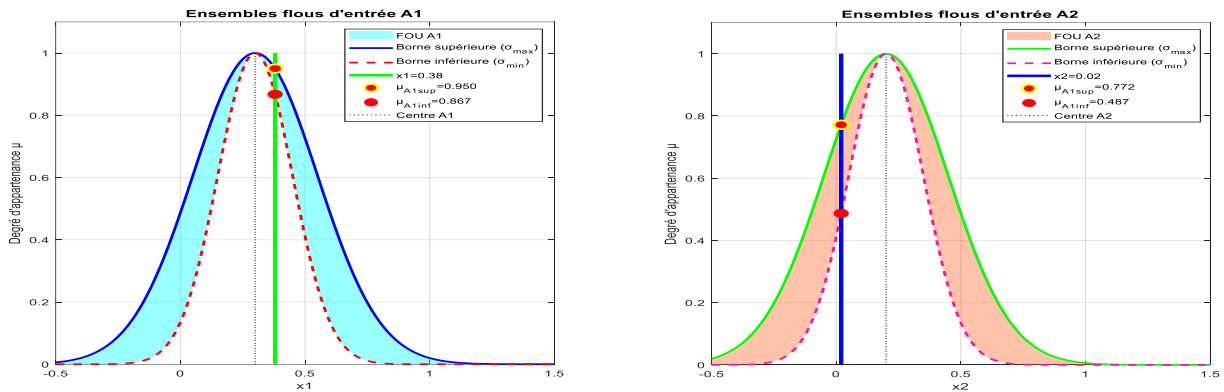 Ensembles flous d'entrée A1
FOU A1
Borne supérieure (σmax)
Borne inférieure (σmin)
x1=0.38
μA1sup=0.950
μA1inf=0.867
Centre A1
Degré d'appartenance μ
1
0.8
0.6
0.4
0.2
0
-0.5
0
0.5
1
1.5
x1
Ensembles flous d'entrée A2
FOU A2
Borne supérieure (σmax)
Borne inférieure (σmin)
x2=0.02
μA1sup=0.772
μA1inf=0.487
Centre A2
Degré d'appartenance μ
1
0.8
0.6
0.4
0.2
0
-0.5
0
0.5
1
1.5
x2